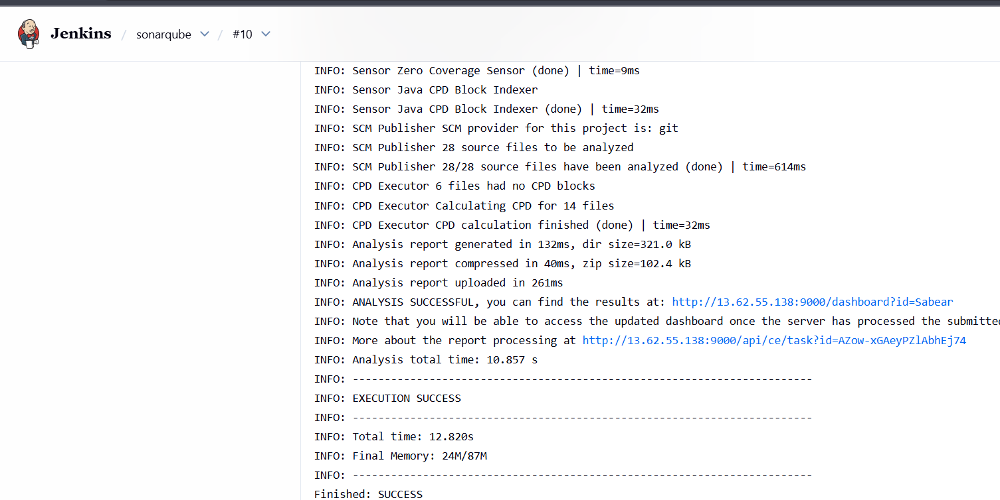 Jenkins / sonarqube / #10
INFO: Sensor Zero Coverage Sensor (done) | time=9ms
INFO: Sensor Java CPD Block Indexer
INFO: Sensor Java CPD Block Indexer (done) | time=32ms
INFO: SCM Publisher SCM provider for this project is: git
INFO: SCM Publisher 28 source files to be analyzed
INFO: SCM Publisher 28/28 source files have been analyzed (done) | time=614ms
INFO: CPD Executor 6 files had no CPD blocks
INFO: CPD Executor Calculating CPD for 14 files
INFO: CPD Executor CPD calculation finished (done) | time=32ms
INFO: Analysis report generated in 132ms, dir size=321.0 kB
INFO: Analysis report compressed in 40ms, zip size=102.4 kB
INFO: Analysis report uploaded in 261ms
INFO: ANALYSIS SUCCESSFUL, you can find the results at: http://13.62.55.138:9000/dashboard?id=Sabear
INFO: Note that you will be able to access the updated dashboard once the server has processed the submitted
INFO: More about the report processing at http://13.62.55.138:9000/api/ce/task?id=AZow-xGAeyPZlAbhEj74
INFO: Analysis total time: 10.857 s
INFO: ------------------------------------------------------------------------
INFO: EXECUTION SUCCESS
INFO: ------------------------------------------------------------------------
INFO: Total time: 12.820s
INFO: Final Memory: 24M/87M
INFO: ------------------------------------------------------------------------
Finished: SUCCESS